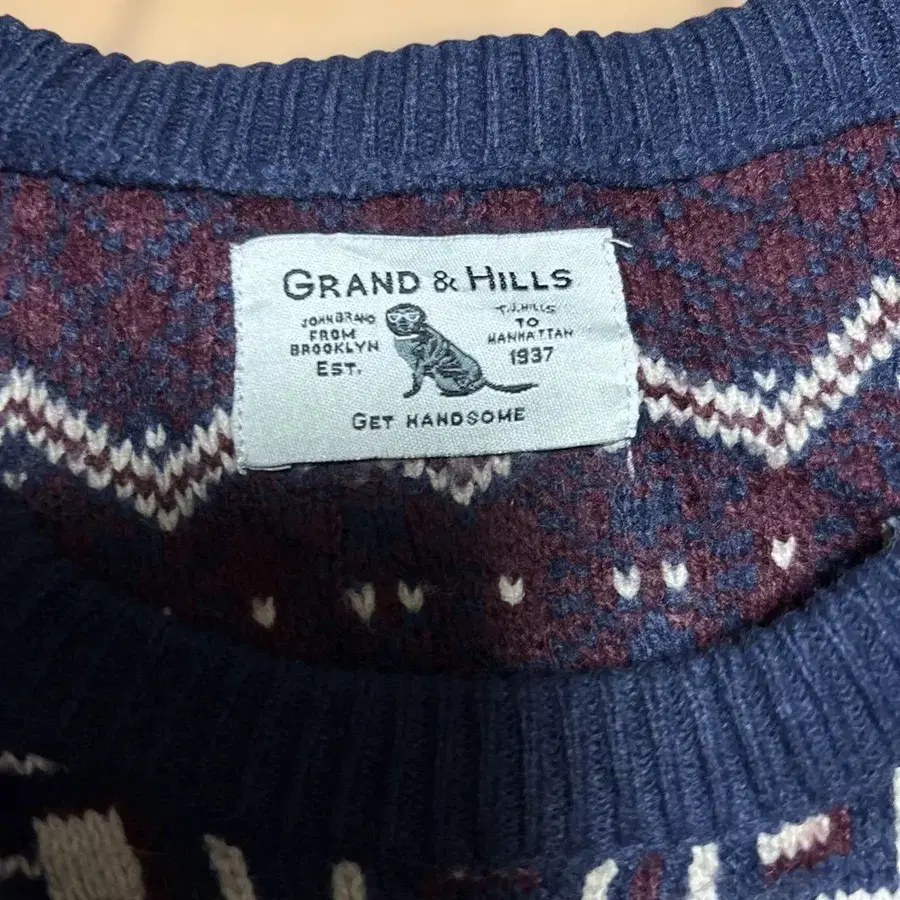 GRAND & HILLS
JOHN BRAND
FROM
BROOKLYN
EST.
T.J.HILLS
TO
MANHATTAN
1937
GET HANDSOME